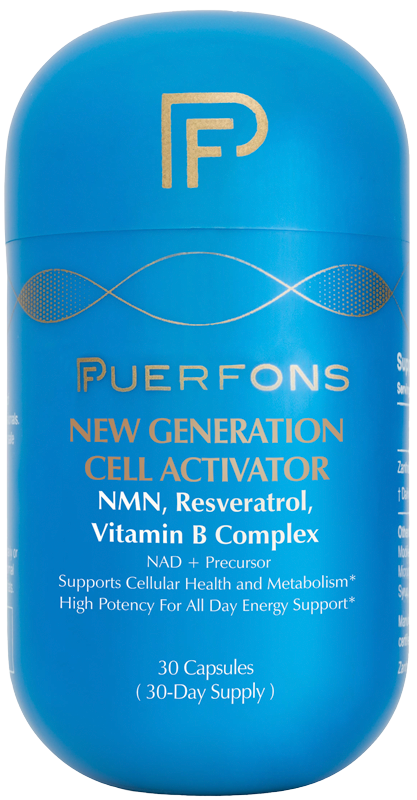 PF
PUERFONS
NEW GENERATION
CELL ACTIVATOR
NMN, Resveratrol,
Vitamin B Complex
NAD + Precursor
Supports Cellular Health and Metabolism*
High Potency For All Day Energy Support*
30 Capsules
( 30-Day Supply )